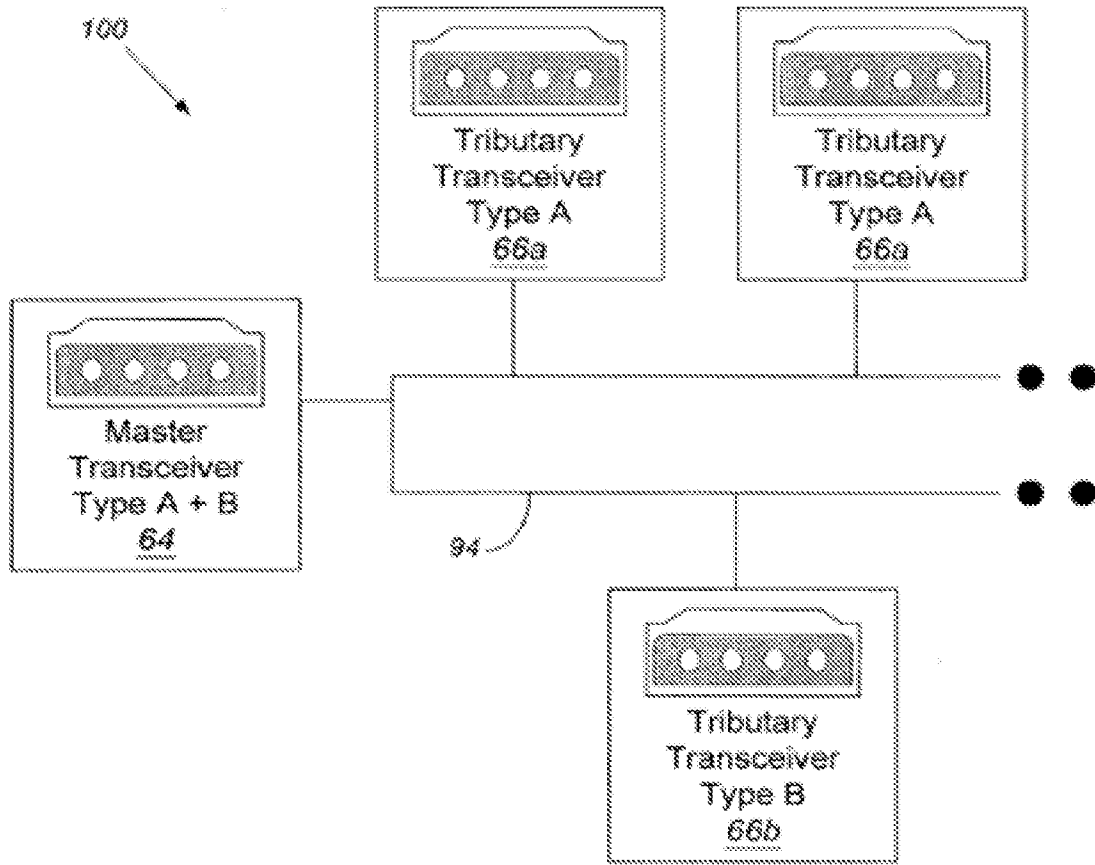 100
Tributary
Transceiver
Type A
66a
Tributary
Transceiver
Type A
66a
Master
Transceiver
Type A + B
64
94
Tributary
Transceiver
Type B
66b